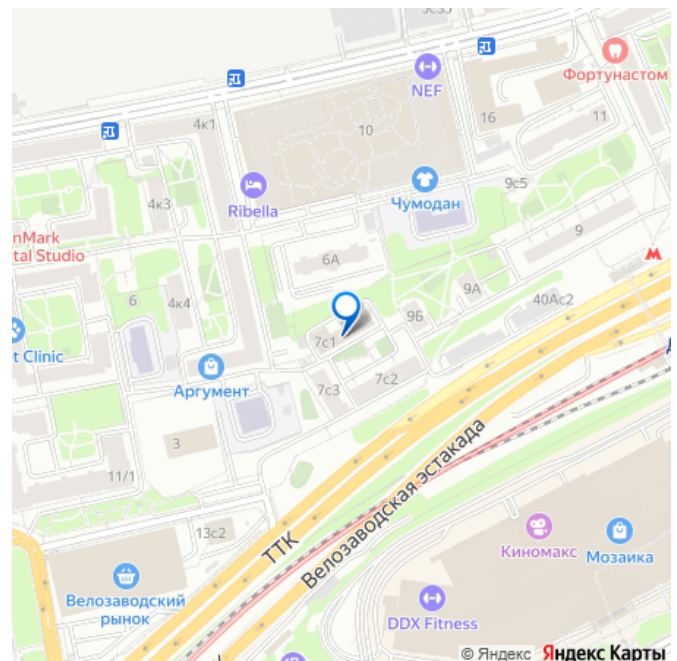 5с35
NEF
Фортунастом
4к1
10
16
11
Ribella
Чумодан
9с5
4к3
nMark
tal Studio
6А
9
6
4к4
9Б
9А
40Ас2
t Clinic
7с1
Аргумент
7с3
7с2
3
11/1
13с2
ТТК
Велозаводская эстакада
Киномакс
Мозаика
Велозаводский
рынок
DDX Fitness
© Яндекс Яндекс Карты